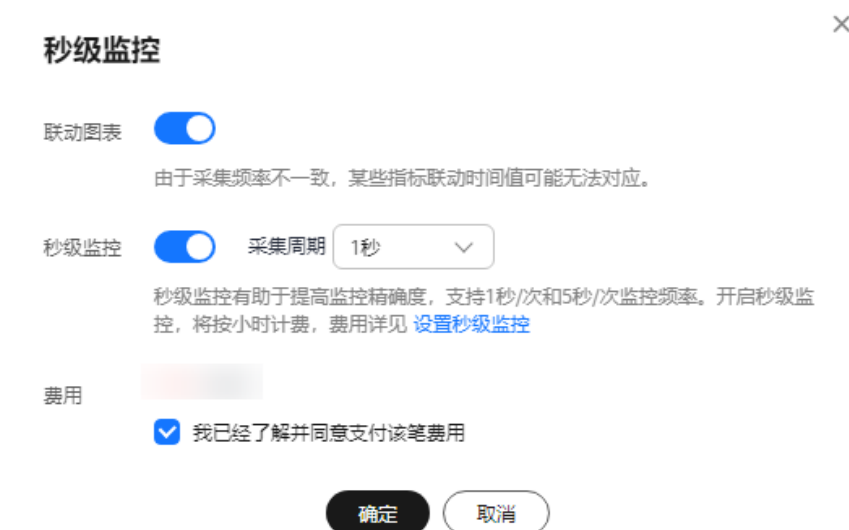 秒级监控
联动图表
由于采集频率不一致，某些指标联动时间值可能无法对应。
秒级监控 采集周期 1秒
秒级监控有助于提高监控精确度，支持1秒/次和5秒/次监控频率。开启秒级监
控，将按小时计费，费用详见 设置秒级监控
费用
我已经了解并同意支付该笔费用
确定 取消